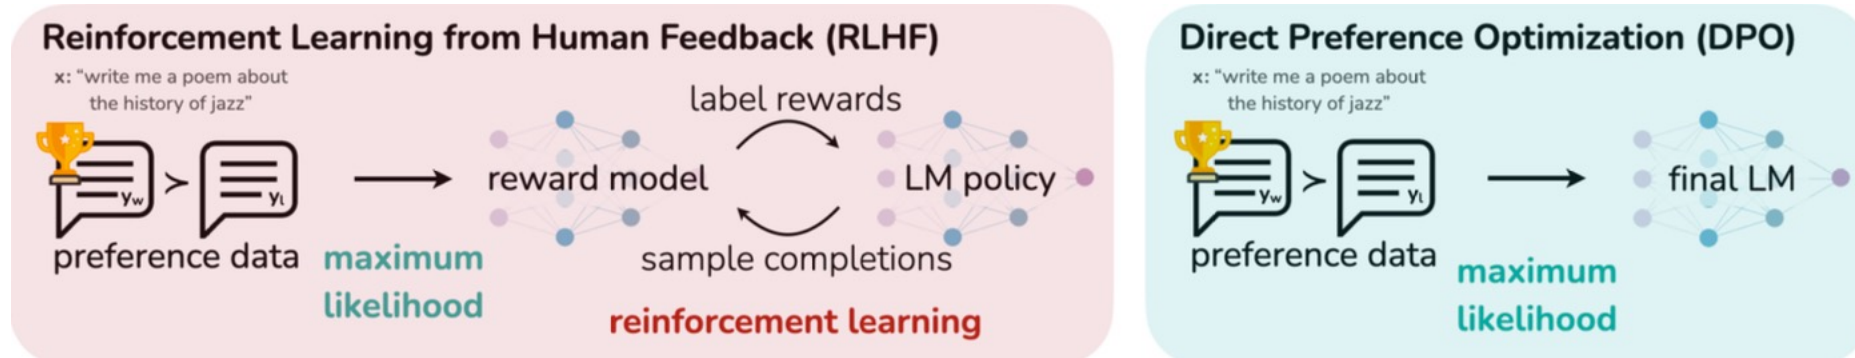 Reinforcement Learning from Human Feedback (RLHF)
x: “write me a poem about
the history of jazz”
label rewards
yw
≻
yl
reward model
LM policy
preference data
maximum
likelihood
sample completions
reinforcement learning
Direct Preference Optimization (DPO)
x: “write me a poem about
the history of jazz”
yw
≻
yl
final LM
preference data
maximum
likelihood